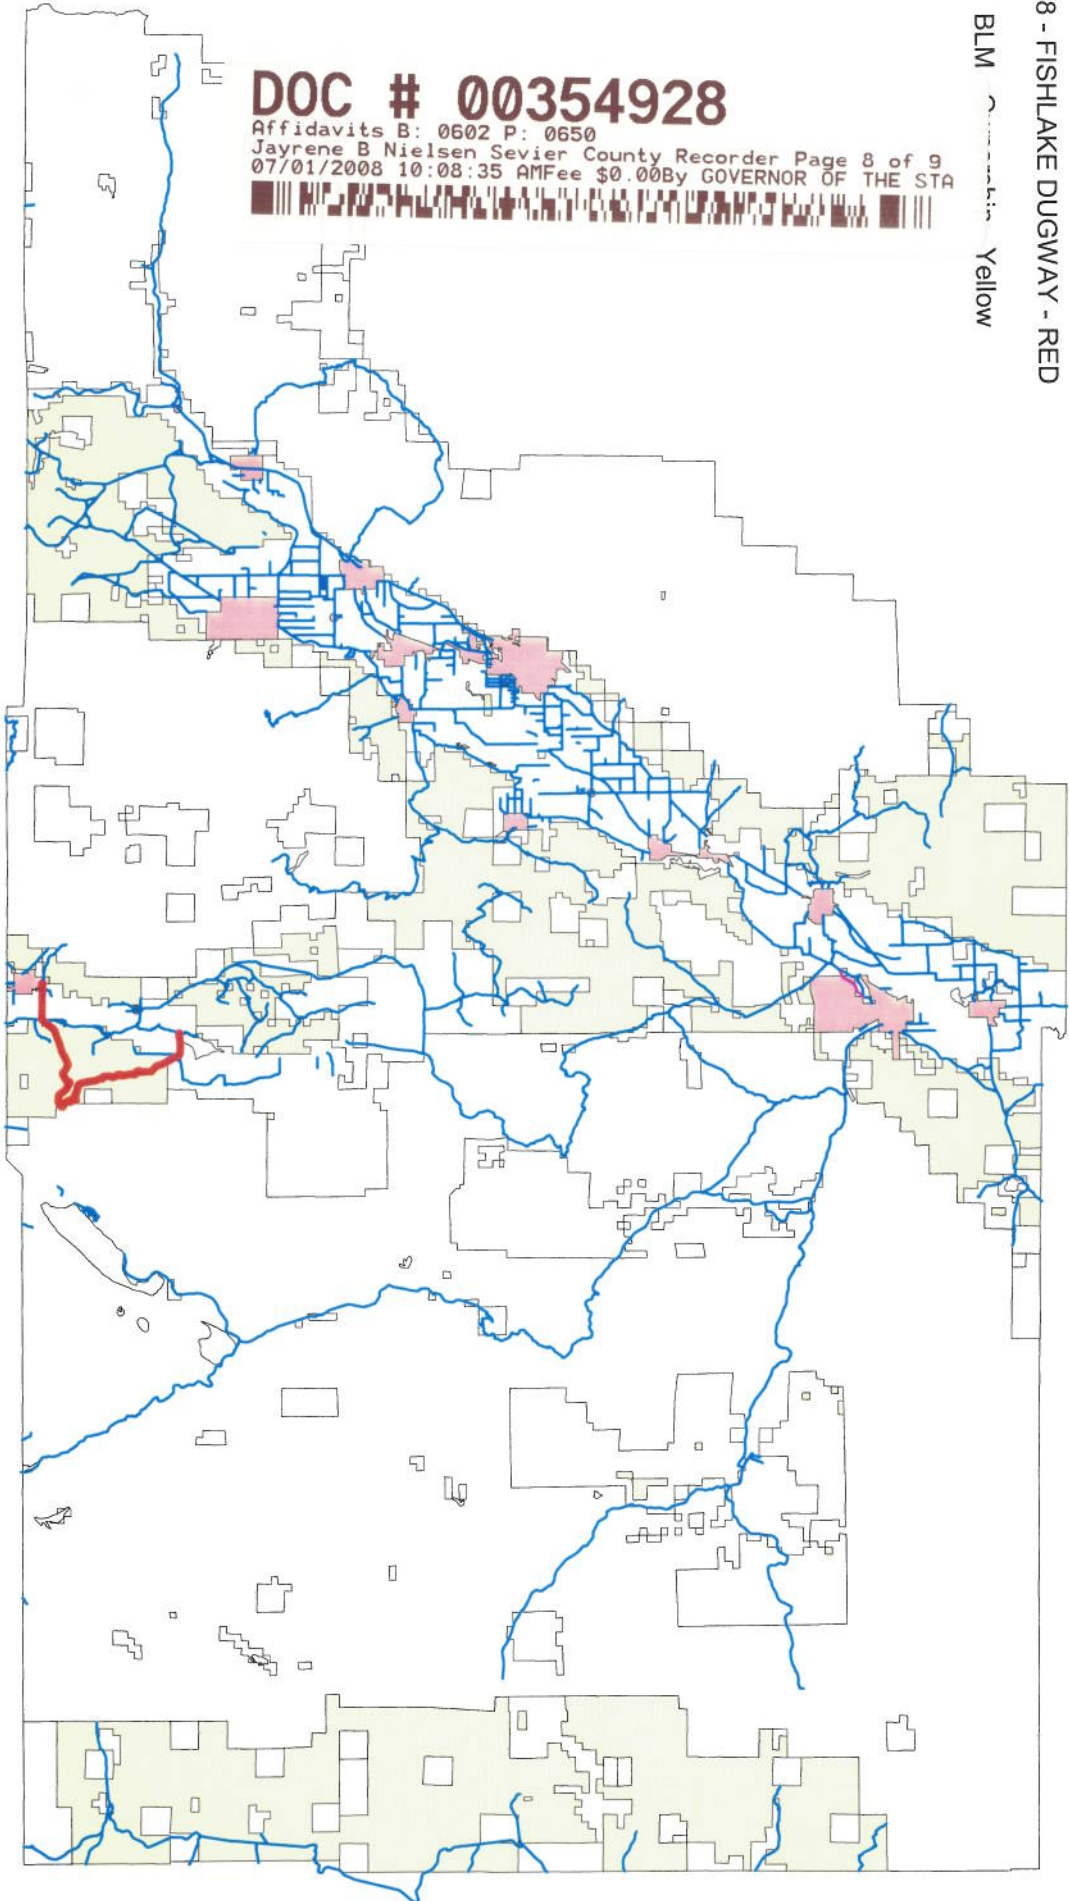 8 - FISHLAKE DUGWAY - RED
BLM Yellow
DOC # 00354928
Affidavits B: 0602 P: 0650
Jayrene B Nielsen Sevier County Recorder Page 8 of 9
07/01/2008 10:08:35 AMFee $0.00By GOVERNOR OF THE STA